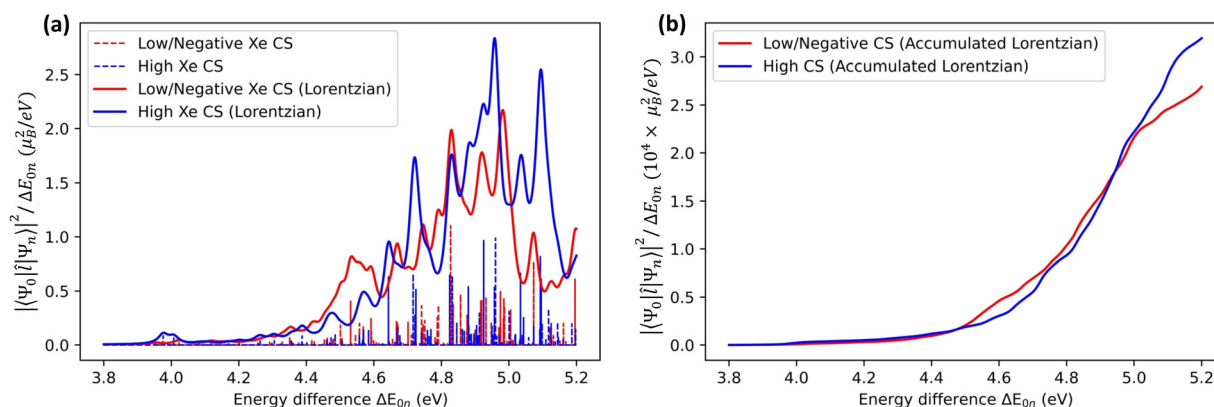 (a)
Low/Negative Xe CS
High Xe CS
Low/Negative Xe CS (Lorentzian)
High Xe CS (Lorentzian)
|⟨Ψ₀|l̂|Ψₙ⟩|² / ΔE₀ₙ (μ_B²/eV)
2.5
2.0
1.5
1.0
0.5
0.0
3.8 4.0 4.2 4.4 4.6 4.8 5.0 5.2
Energy difference ΔE₀ₙ (eV)
(b)
Low/Negative CS (Accumulated Lorentzian)
High CS (Accumulated Lorentzian)
|⟨Ψ₀|l̂|Ψₙ⟩|² / ΔE₀ₙ (10⁴ × μ_B²/eV)
3.0
2.5
2.0
1.5
1.0
0.5
0.0
3.8 4.0 4.2 4.4 4.6 4.8 5.0 5.2
Energy difference ΔE₀ₙ (eV)